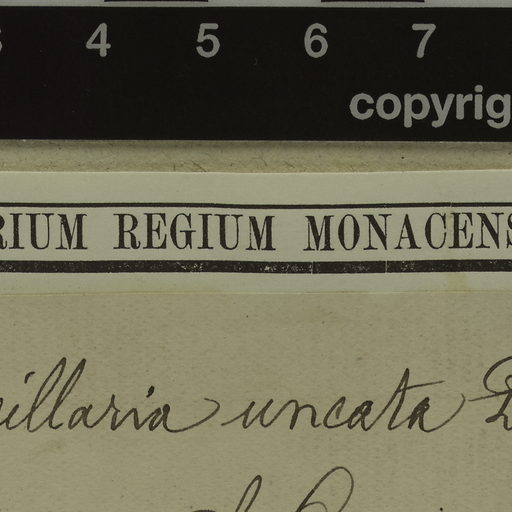 4 5 6 7
copyrig
RIUM REGIUM MONACENS
illaria uncata